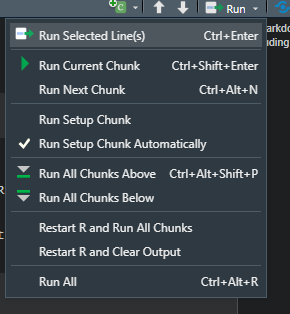 Run
Run Selected Line(s) Ctrl+Enter
Run Current Chunk Ctrl+Shift+Enter
Run Next Chunk Ctrl+Alt+N
Run Setup Chunk
Run Setup Chunk Automatically
Run All Chunks Above Ctrl+Alt+Shift+P
Run All Chunks Below
Restart R and Run All Chunks
Restart R and Clear Output
Run All Ctrl+Alt+R